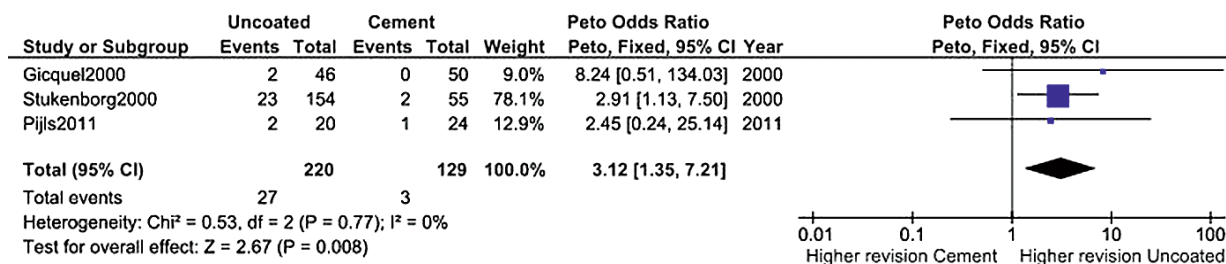 Uncoated Cement Peto Odds Ratio Peto Odds Ratio
Study or Subgroup Events Total Events Total Weight Peto, Fixed, 95% CI Year Peto, Fixed, 95% CI
Gicquel2000 2 46 0 50 9.0% 8.24 [0.51, 134.03] 2000
Stukenborg2000 23 154 2 55 78.1% 2.91 [1.13, 7.50] 2000
Pijls2011 2 20 1 24 12.9% 2.45 [0.24, 25.14] 2011
Total (95% CI) 220 129 100.0% 3.12 [1.35, 7.21]
Total events 27 3
Heterogeneity: Chi² = 0.53, df = 2 (P = 0.77); I² = 0%
Test for overall effect: Z = 2.67 (P = 0.008)
0.01 0.1 1 10 100
Higher revision Cement Higher revision Uncoated